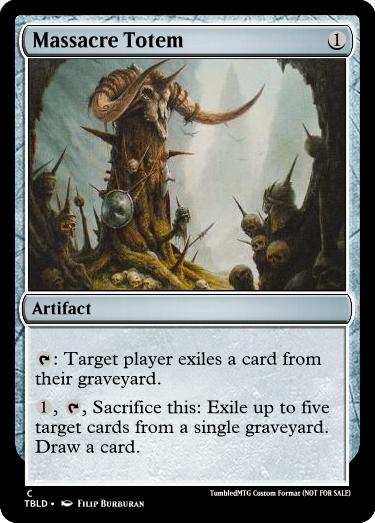 Massacre Totem 1
Artifact
: Target player exiles a card from
their graveyard.
1, , Sacrifice this: Exile up to five
target cards from a single graveyard.
Draw a card.
C
TBLD • Filip Burburan
TumbledMTG Custom Format (NOT FOR SALE)